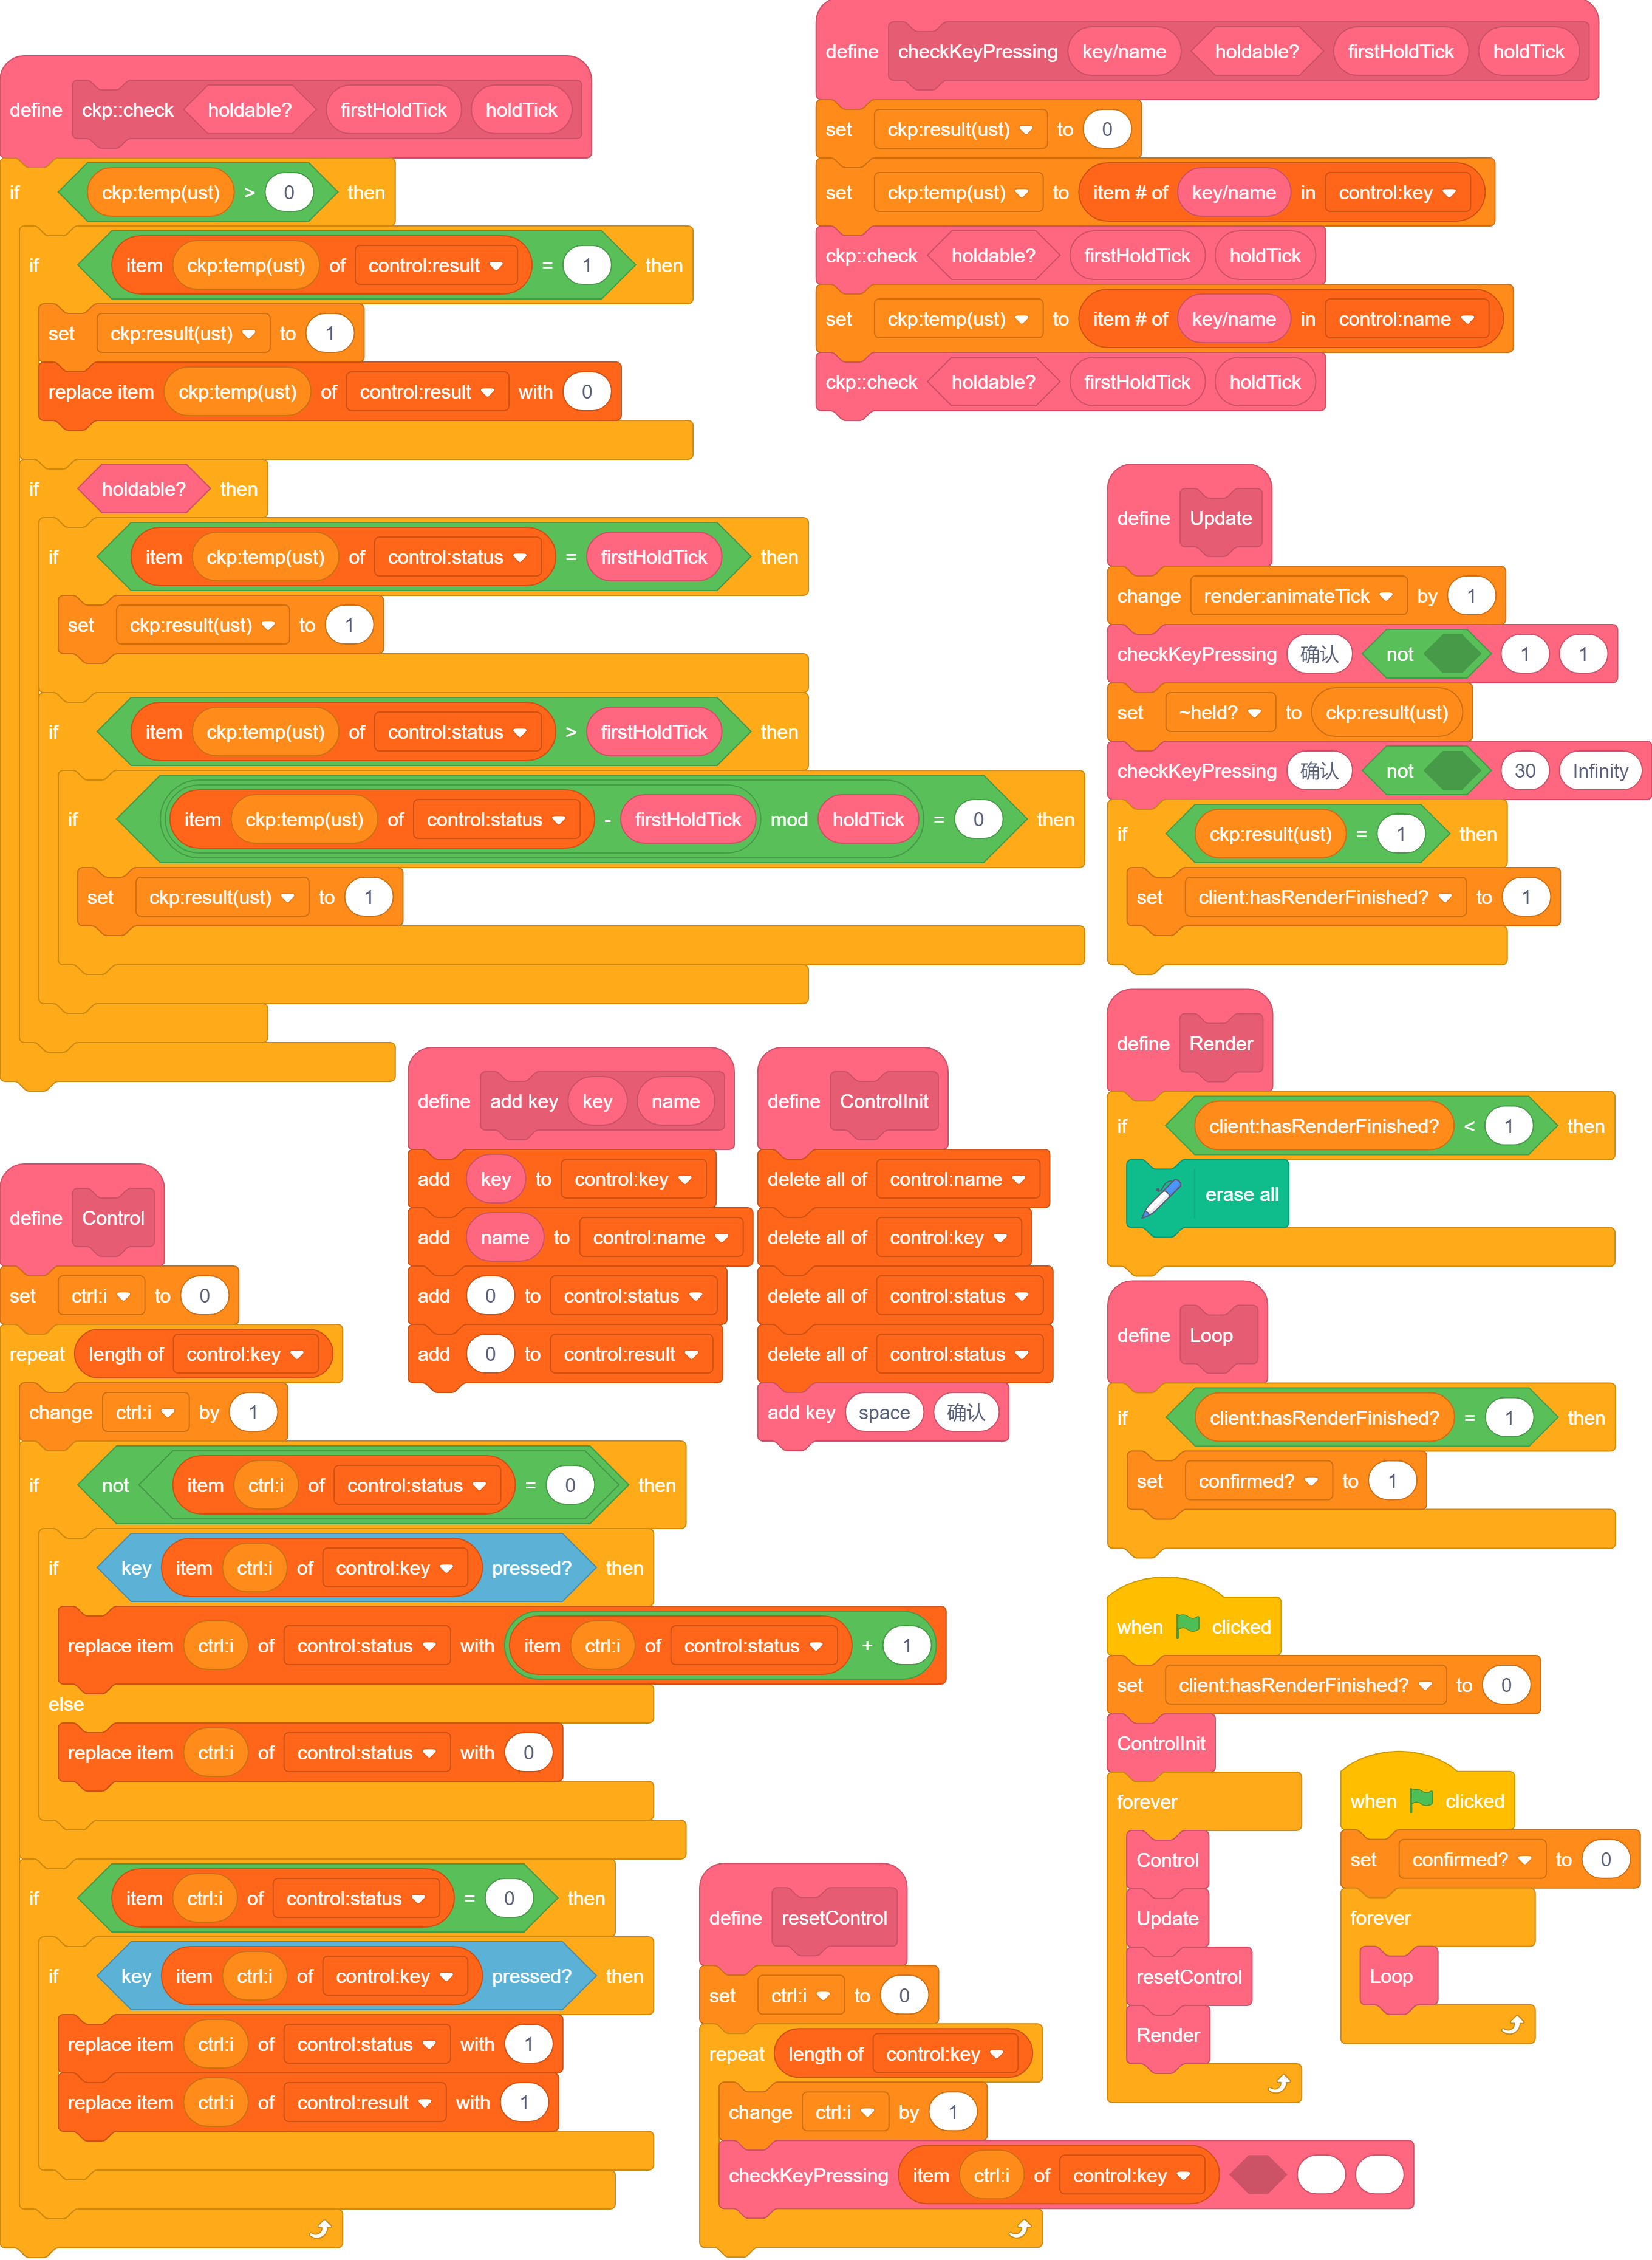 define ckp::check holdable? firstHoldTick holdTick
if ckp:temp(ust) > 0 then
if item ckp:temp(ust) of control:result = 1 then
set ckp:result(ust) to 1
replace item ckp:temp(ust) of control:result with 0
if holdable? then
if item ckp:temp(ust) of control:status = firstHoldTick then
set ckp:result(ust) to 1
if item ckp:temp(ust) of control:status > firstHoldTick then
if item ckp:temp(ust) of control:status - firstHoldTick mod holdTick = 0 then
set ckp:result(ust) to 1
define checkKeyPressing key/name holdable? firstHoldTick holdTick
set ckp:result(ust) to 0
set ckp:temp(ust) to item # of key/name in control:key
ckp::check holdable? firstHoldTick holdTick
set ckp:temp(ust) to item # of key/name in control:name
ckp::check holdable? firstHoldTick holdTick
define Update
change render:animateTick by 1
checkKeyPressing 确认 not 1 1
set ~held? to ckp:result(ust)
checkKeyPressing 确认 not 30 Infinity
if ckp:result(ust) = 1 then
set client:hasRenderFinished? to 1
define Render
if client:hasRenderFinished? < 1 then
erase all
define Loop
if client:hasRenderFinished? = 1 then
set confirmed? to 1
define add key key name
add key to control:key
add name to control:name
add 0 to control:status
add 0 to control:result
define ControlInit
delete all of control:name
delete all of control:key
delete all of control:status
delete all of control:status
add key space 确认
define Control
set ctrl:i to 0
repeat length of control:key
change ctrl:i by 1
if not item ctrl:i of control:status = 0 then
if key item ctrl:i of control:key pressed? then
replace item ctrl:i of control:status with item ctrl:i of control:status + 1
else
replace item ctrl:i of control:status with 0
if item ctrl:i of control:status = 0 then
if key item ctrl:i of control:key pressed? then
replace item ctrl:i of control:status with 1
replace item ctrl:i of control:result with 1
define resetControl
set ctrl:i to 0
repeat length of control:key
change ctrl:i by 1
checkKeyPressing item ctrl:i of control:key
when clicked
set client:hasRenderFinished? to 0
ControlInit
forever
Control
Update
resetControl
Render
when clicked
set confirmed? to 0
forever
Loop